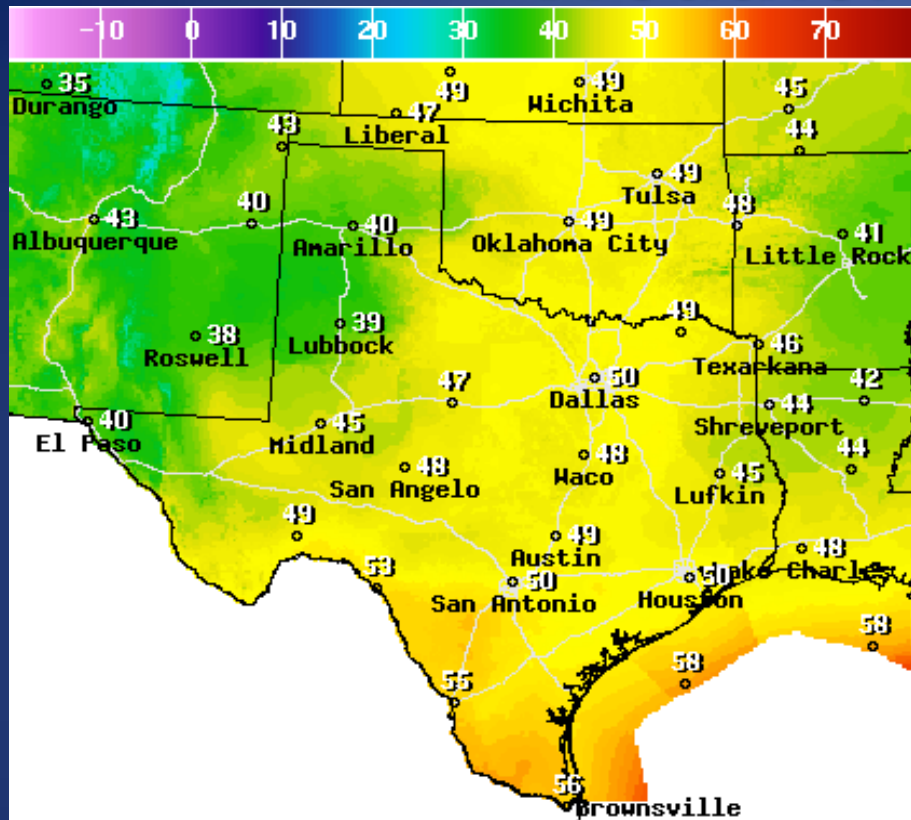 -10 0 10 20 30 40 50 60 70
35
Durango
49
49
Wichita
45
47
Liberal
43
44
49
Tulsa
43
Albuquerque
40
40
Amarillo
49
Oklahoma City
48
41
Little Rock
38
Roswell
39
Lubbock
49
46
Texarkana
50
Dallas
47
44
Shreveport
42
40
El Paso
45
Midland
48
San Angelo
48
Waco
45
Lufkin
44
49
49
Austin
48
Lake Charles
53
50
San Antonio
50
Houston
58
58
55
56
Brownsville